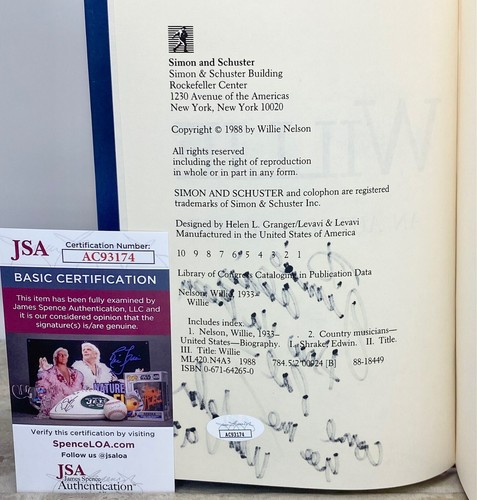 Simon and Schuster
Simon & Schuster Building
Rockefeller Center
1230 Avenue of the Americas
New York, New York 10020
Copyright © 1988 by Willie Nelson
All rights reserved
including the right of reproduction
in whole or in part in any form.
SIMON AND SCHUSTER and colophon are registered
trademarks of Simon & Schuster Inc.
Designed by Helen L. Granger/Levavi & Levavi
Manufactured in the United States of America
10 9 8 7 6 5 4 3 2 1
Library of Congress Cataloging in Publication Data
Nelson, Willie, 1933–
Willie
Includes index.
1. Nelson, Willie, 1933– 2. Country musicians—
United States—Biography. I. Shrake, Edwin. II. Title.
III. Title: Willie
ML420.N4A3 1988 784.5'2'00924 [B] 88-18449
ISBN 0-671-64265-0
AC93174
JSA
Certification Number:
AC93174
BASIC CERTIFICATION
This item has been fully examined by
James Spence Authentication, LLC and
it is our considered opinion that the
signature(s) is/are genuine.
NATURE
Verify this certification by visiting
SpenceLOA.com
Follow us @jsaloa
JSA
James Spence
Authentication